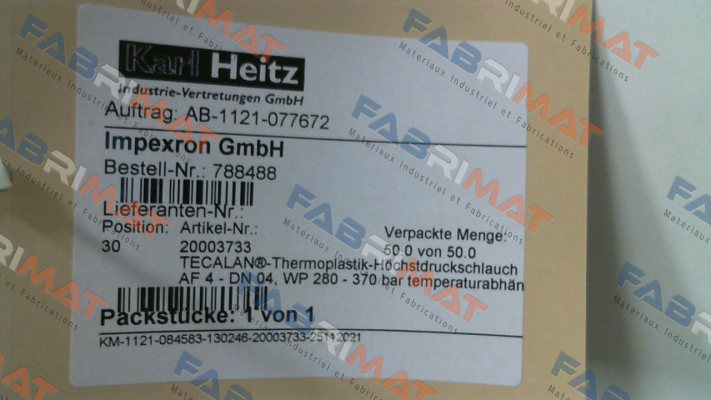 Karl Heitz
Industrie-Vertretungen GmbH
Auftrag: AB-1121-077672
Impexron GmbH
Bestell-Nr.: 788488
Lieferanten-Nr.:
Position: Artikel-Nr.: Verpackte Menge:
30 20003733 50.0 von 50.0
TECALAN®-Thermoplastik-Höchstdruckschlauch
AF 4 - DN 04, WP 280 - 370 bar temperaturabhän
Packstücke: 1 von 1
KM-1121-084583-130246-20003733-25112021
FABRIMAT
Materiaux Industriel et Fabrications